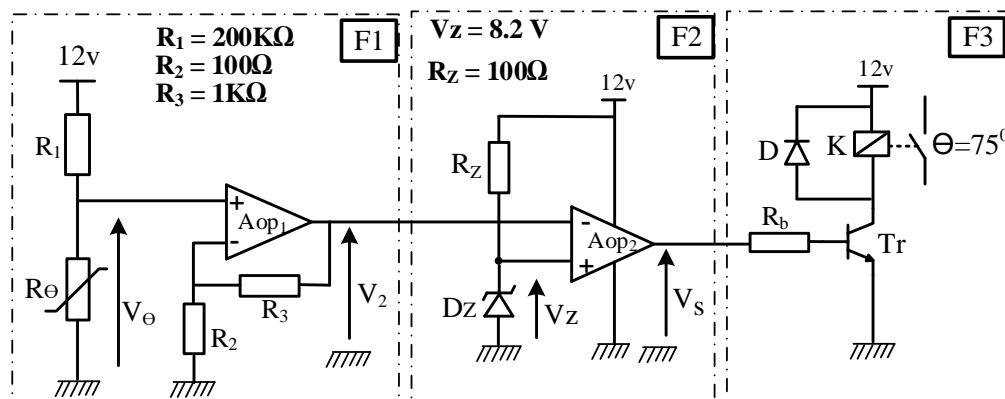 F1
R1 = 200KΩ
R2 = 100Ω
R3 = 1KΩ
12v
R1
+
Aop1
-
RΘ
VΘ
R3
R2
V2
F2
Vz = 8.2 V
RZ = 100Ω
12v
RZ
-
Aop2
+
DZ
VZ
VS
F3
12v
D
K
Θ=75⁰
Rb
Tr